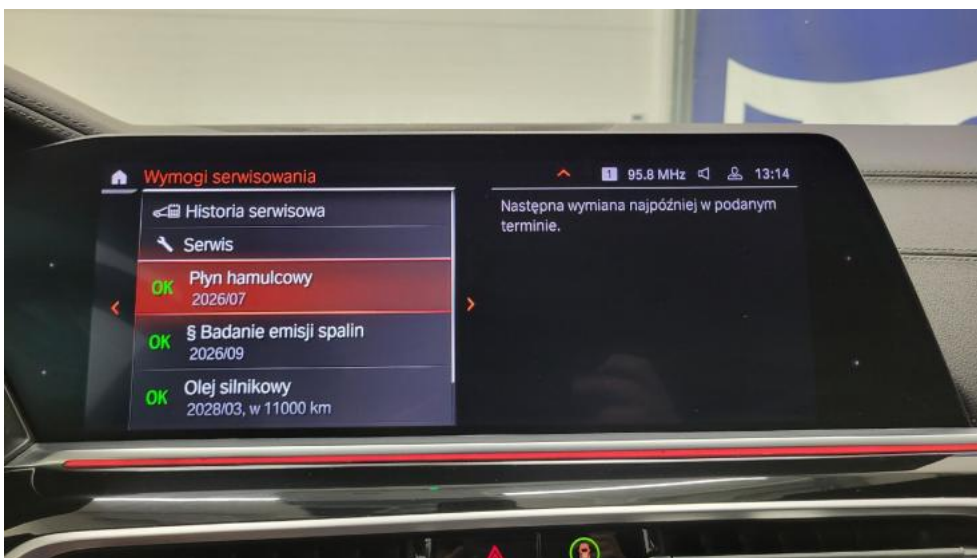 Wymogi serwisowania
1 95.8 MHz 13:14
Historia serwisowa
Serwis
OK Płyn hamulcowy
2026/07
OK § Badanie emisji spalin
2026/09
OK Olej silnikowy
2028/03, w 11000 km
Następna wymiana najpóźniej w podanym
terminie.